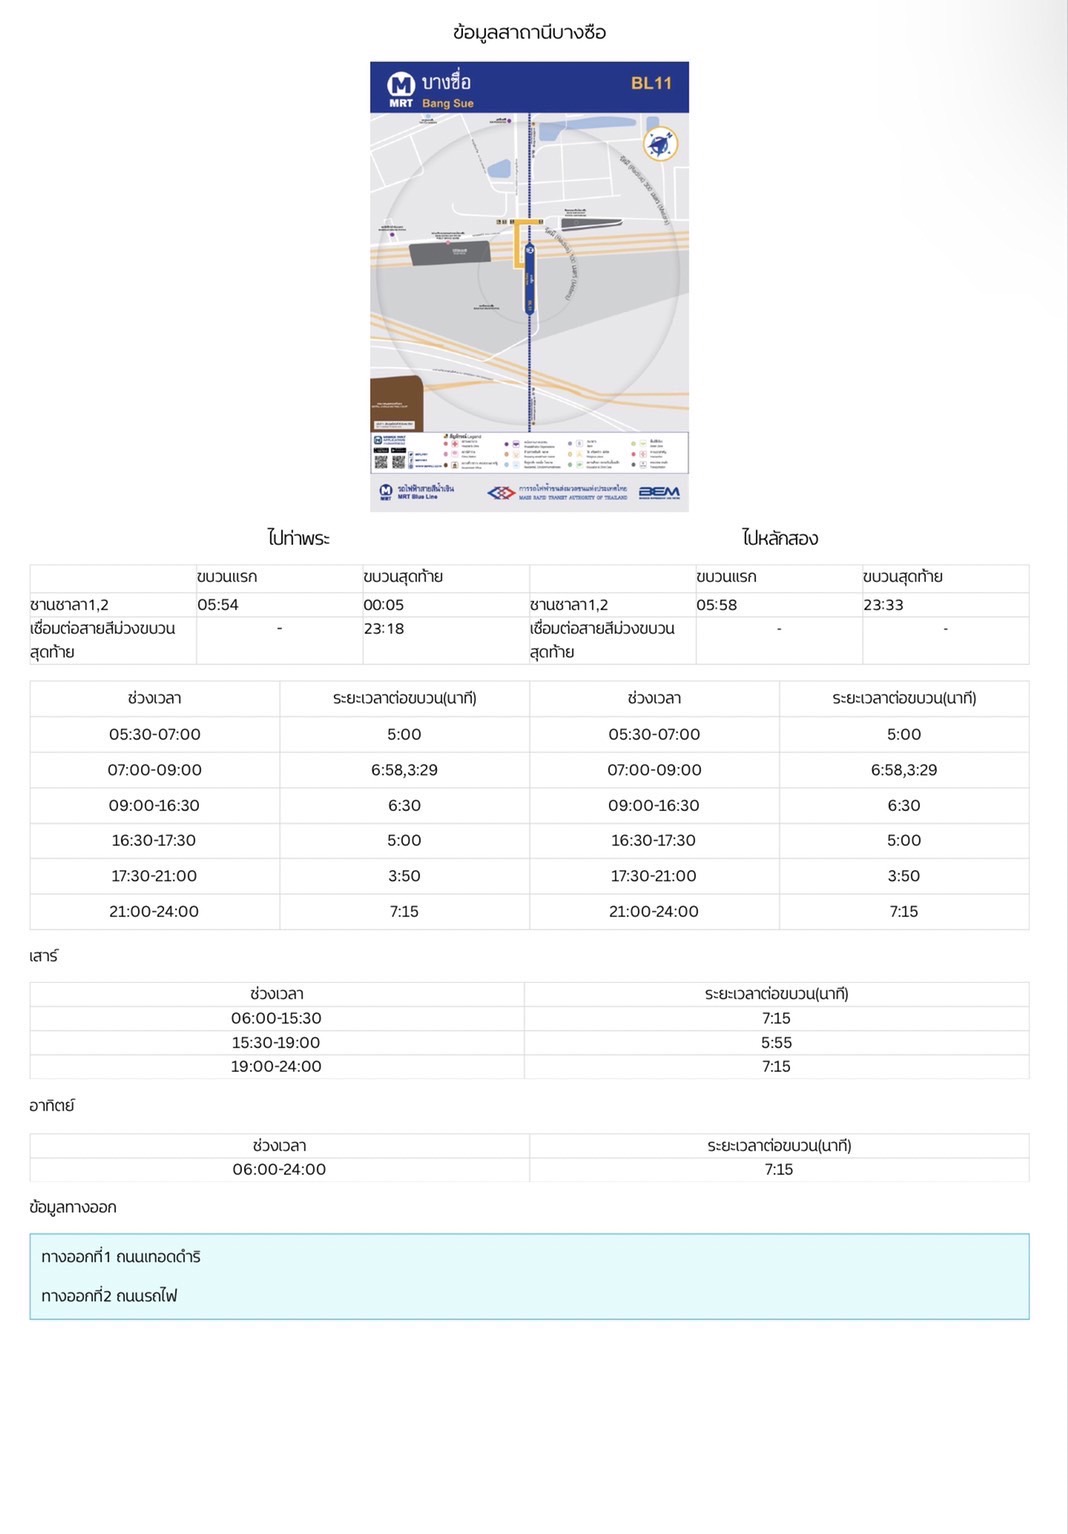 ข้อมูลสาถานีบางซือ
MRT
บางซื่อ
Bang Sue
BL11
รถไฟฟ้าสายสีน้ำเงิน
MRT Blue Line
การรถไฟฟ้าขนส่งมวลชนแห่งประเทศไทย
MASS RAPID TRANSIT AUTHORITY OF THAILAND
BEM
ไปท่าพระ ไปหลักสอง
ขบวนแรก ขบวนสุดท้าย ขบวนแรก ขบวนสุดท้าย
ชานชาลา1,2 05:54 00:05 ชานชาลา1,2 05:58 23:33
เชื่อมต่อสายสีม่วงขบวน - 23:18 เชื่อมต่อสายสีม่วงขบวน - -
สุดท้าย สุดท้าย
ช่วงเวลา ระยะเวลาต่อขบวน(นาที) ช่วงเวลา ระยะเวลาต่อขบวน(นาที)
05:30-07:00 5:00 05:30-07:00 5:00
07:00-09:00 6:58,3:29 07:00-09:00 6:58,3:29
09:00-16:30 6:30 09:00-16:30 6:30
16:30-17:30 5:00 16:30-17:30 5:00
17:30-21:00 3:50 17:30-21:00 3:50
21:00-24:00 7:15 21:00-24:00 7:15
เสาร์
ช่วงเวลา ระยะเวลาต่อขบวน(นาที)
06:00-15:30 7:15
15:30-19:00 5:55
19:00-24:00 7:15
อาทิตย์
ช่วงเวลา ระยะเวลาต่อขบวน(นาที)
06:00-24:00 7:15
ข้อมูลทางออก
ทางออกที่1 ถนนเทอดดำริ
ทางออกที่2 ถนนรถไฟ